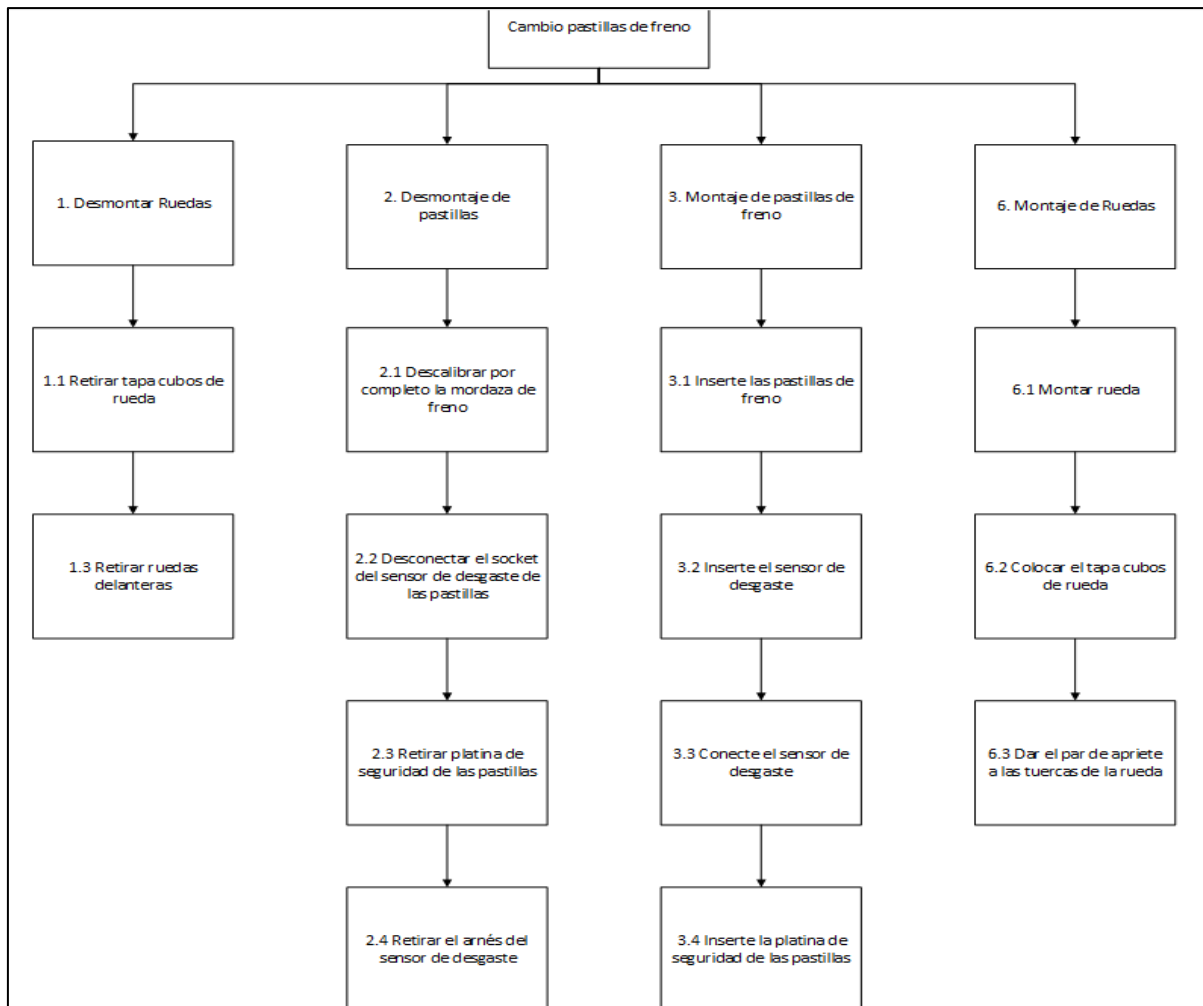 Cambio pastillas de freno
1. Desmontar Ruedas
1.1 Retirar tapa cubos de
rueda
1.3 Retirar ruedas
delanteras
2. Desmontaje de
pastillas
2.1 Descalibrar por
completo la mordaza de
freno
2.2 Desconectar el socket
del sensor de desgaste de
las pastillas
2.3 Retirar platina de
seguridad de las pastillas
2.4 Retirar el arnés del
sensor de desgaste
3. Montaje de pastillas de
freno
3.1 Inserte las pastillas de
freno
3.2 Inserte el sensor de
desgaste
3.3 Conecte el sensor de
desgaste
3.4 Inserte la platina de
seguridad de las pastillas
6. Montaje de Ruedas
6.1 Montar rueda
6.2 Colocar el tapa cubos
de rueda
6.3 Dar el par de apriete
a las tuercas de la rueda